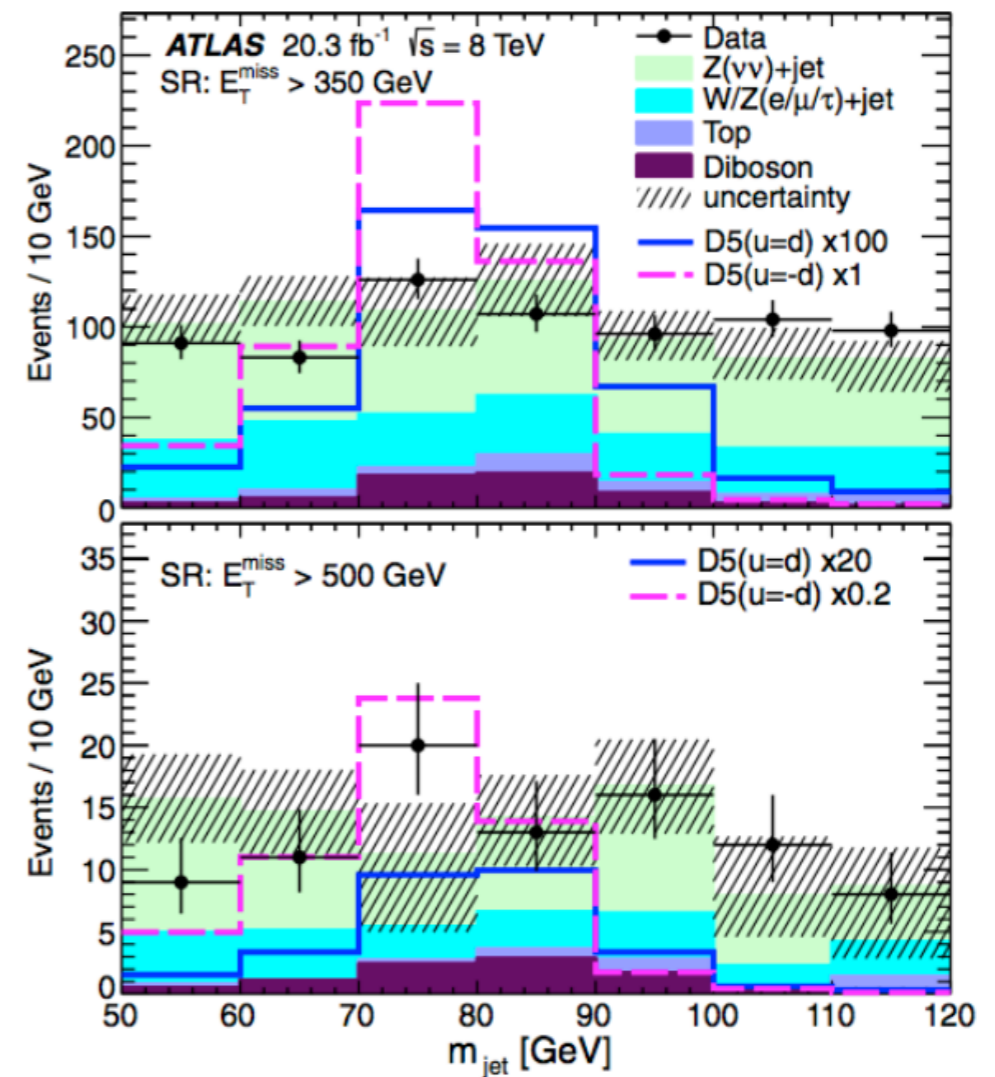 ATLAS 20.3 fb⁻¹ √s = 8 TeV
SR: E_T^miss > 350 GeV
Data
Z(νν)+jet
W/Z(e/μ/τ)+jet
Top
Diboson
uncertainty
D5(u=d) x100
D5(u=-d) x1
Events / 10 GeV
250
200
150
100
50
0
SR: E_T^miss > 500 GeV
D5(u=d) x20
D5(u=-d) x0.2
Events / 10 GeV
35
30
25
20
15
10
5
0
50 60 70 80 90 100 110 120
m_jet [GeV]